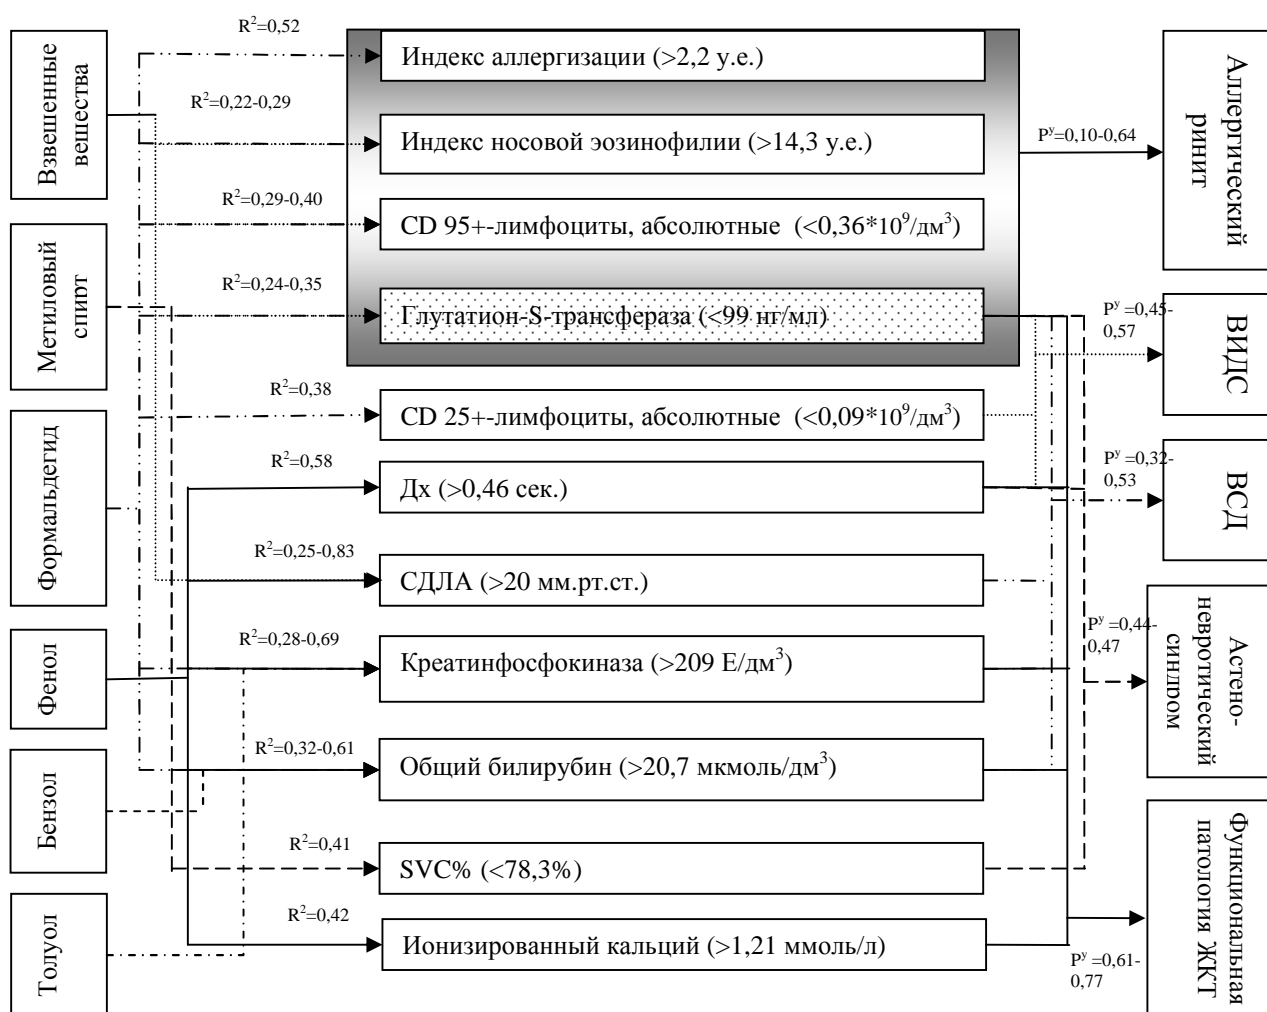 Взвешенные
вещества
Метиловый
спирт
Формальдегид
Фенол
Бензол
Толуол
R²=0,52
R²=0,22-0,29
R²=0,29-0,40
R²=0,24-0,35
R²=0,38
R²=0,58
R²=0,25-0,83
R²=0,28-0,69
R²=0,32-0,61
R²=0,41
R²=0,42
Индекс аллергизации (>2,2 у.е.)
Индекс носовой эозинофилии (>14,3 у.е.)
CD 95+-лимфоциты, абсолютные (<0,36*10⁹/дм³)
Глутатион-S-трансфераза (<99 нг/мл)
CD 25+-лимфоциты, абсолютные (<0,09*10⁹/дм³)
Дх (>0,46 сек.)
СДЛА (>20 мм.рт.ст.)
Креатинфосфокиназа (>209 Е/дм³)
Общий билирубин (>20,7 мкмоль/дм³)
SVC% (<78,3%)
Ионизированный кальций (>1,21 ммоль/л)
Pʸ=0,10-0,64
Pʸ =0,45-
0,57
Pʸ =0,32-
0,53
Pʸ =0,44-
0,47
Pʸ =0,61-
0,77
Аллергический
ринит
ВИДС
ВСД
Астено-
невротический
синдром
Функциональная
патология ЖКТ